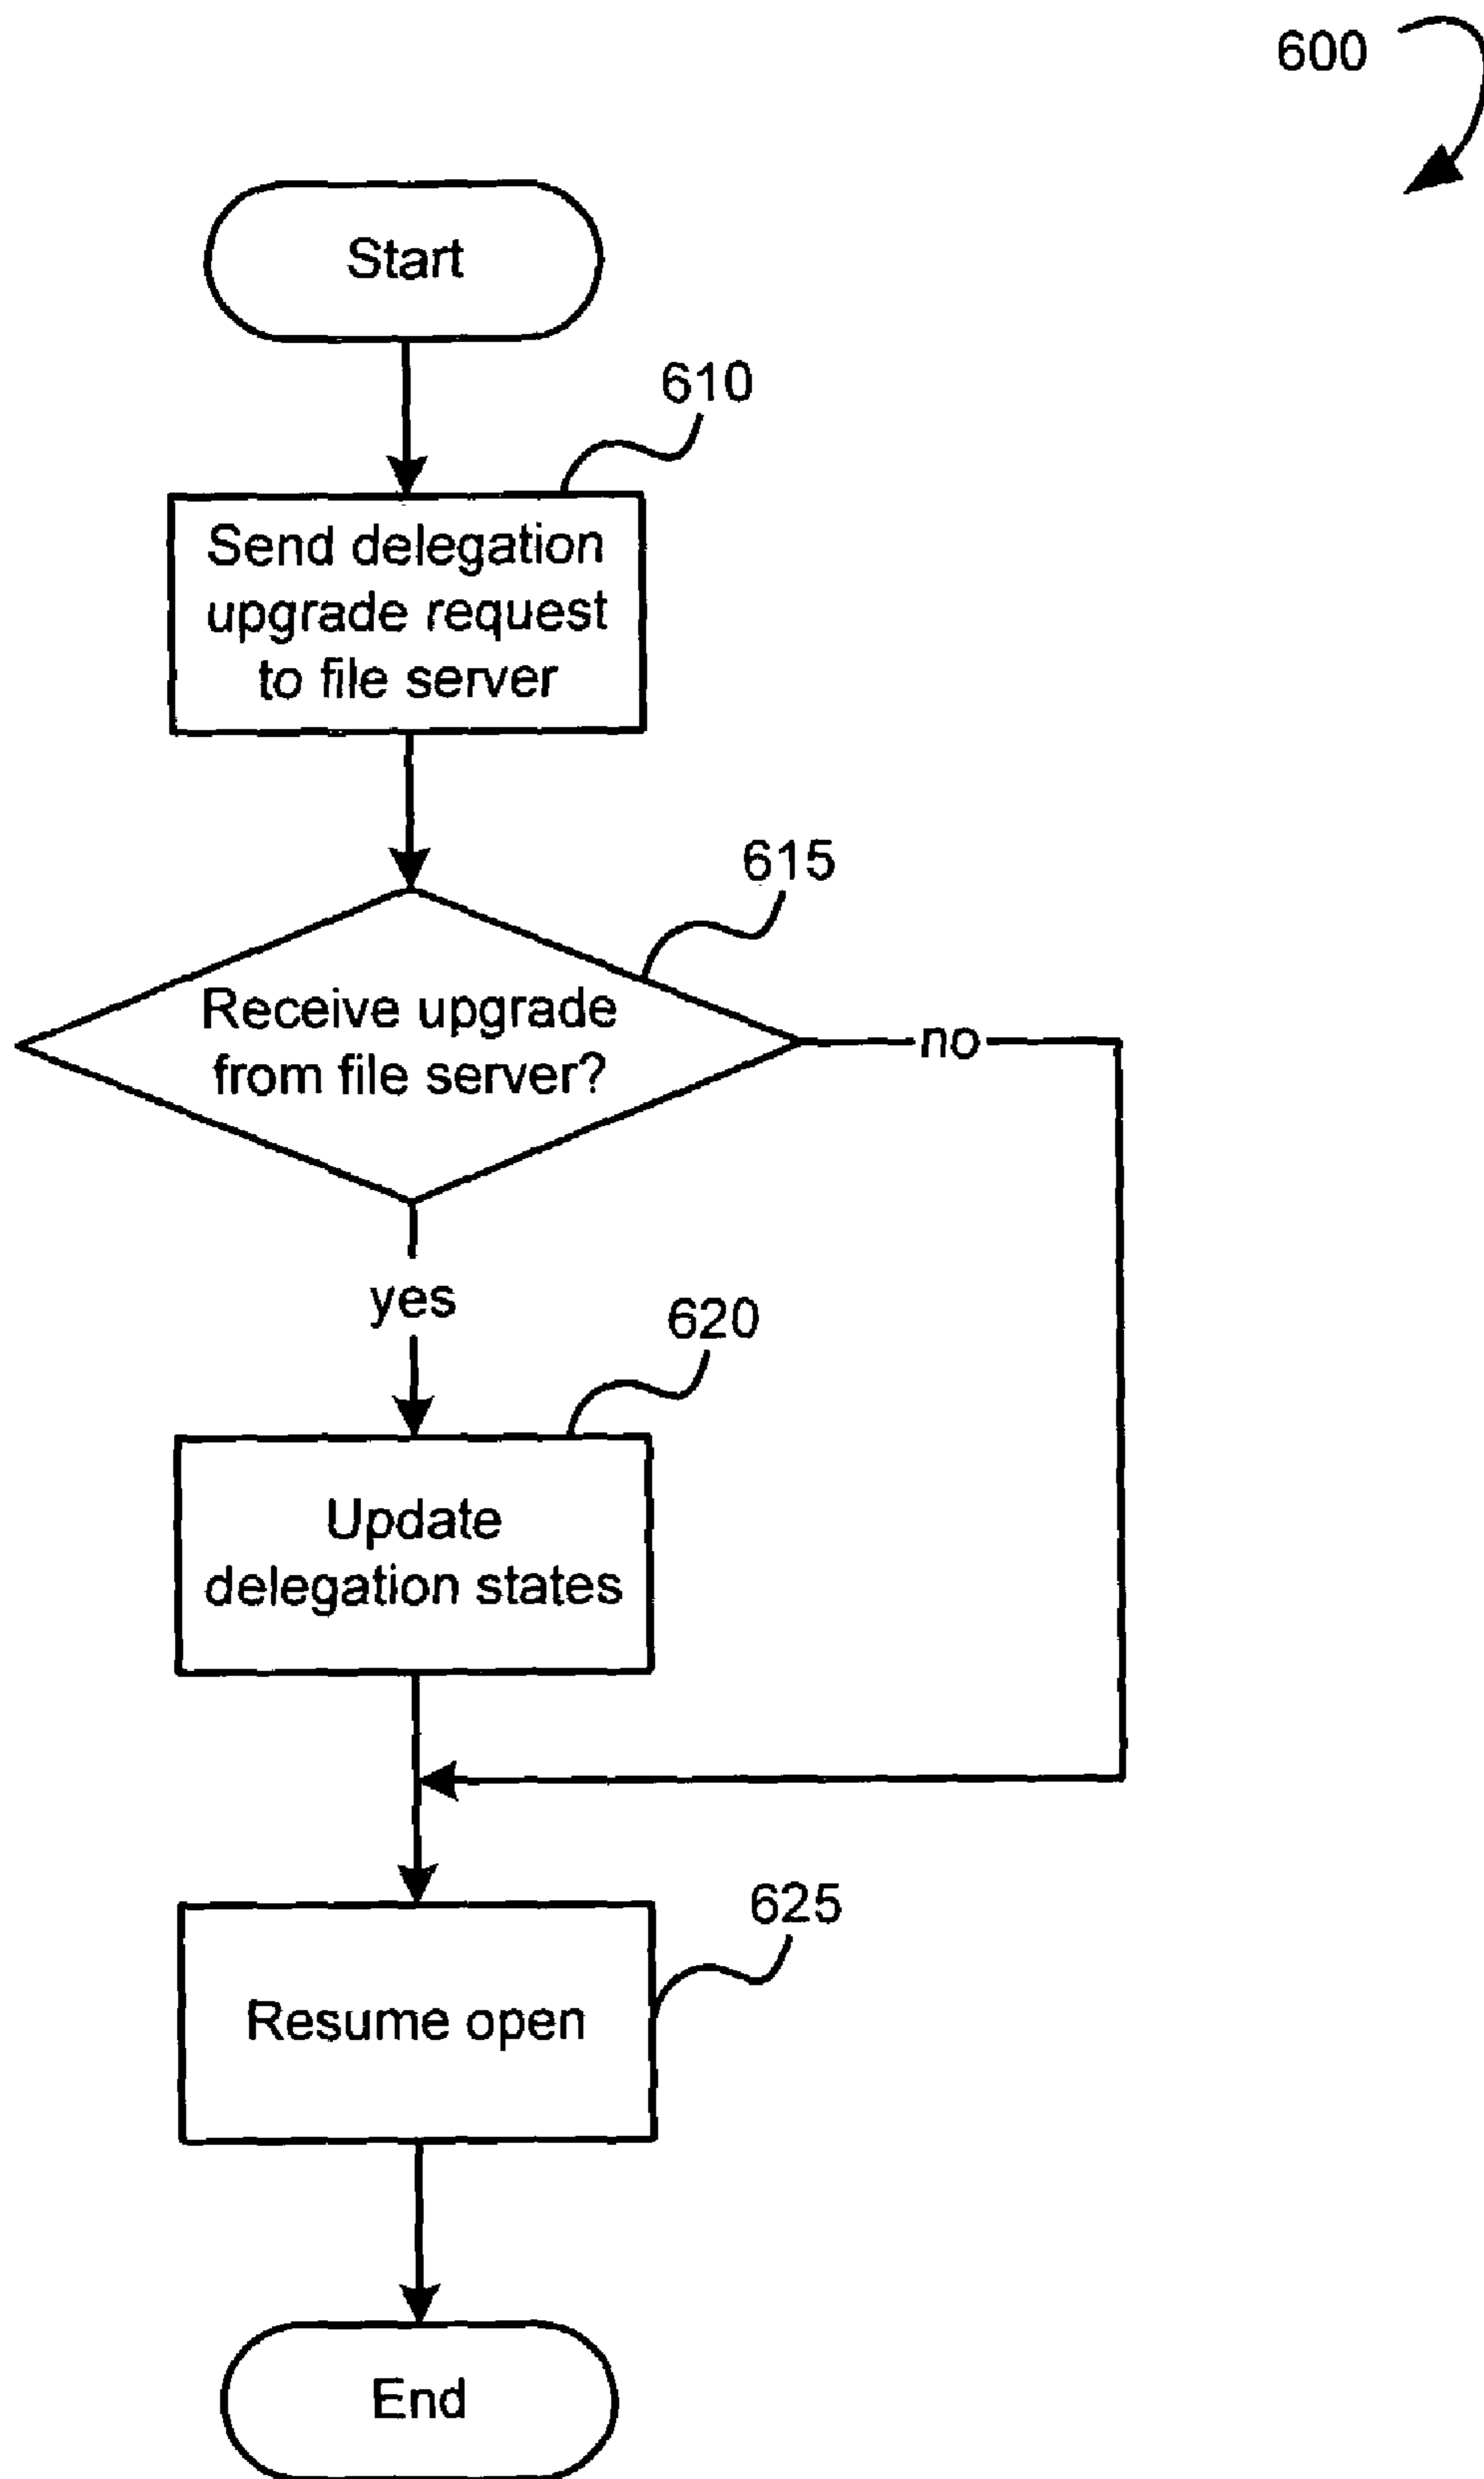 600
Start
610
Send delegation
upgrade request
to file server
615
Receive upgrade
from file server?
no
yes
620
Update
delegation states
625
Resume open
End